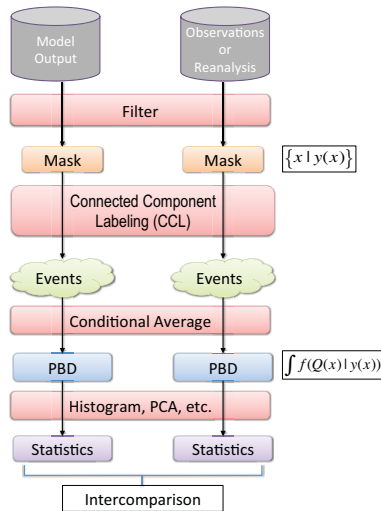 Model
Output
Observations
or
Reanalysis
Filter
Mask
Mask
{x | y(x)}
Connected Component
Labeling (CCL)
Events
Events
Conditional Average
PBD
PBD
∫ f(Q(x) | y(x))
Histogram, PCA, etc.
Statistics
Statistics
Intercomparison